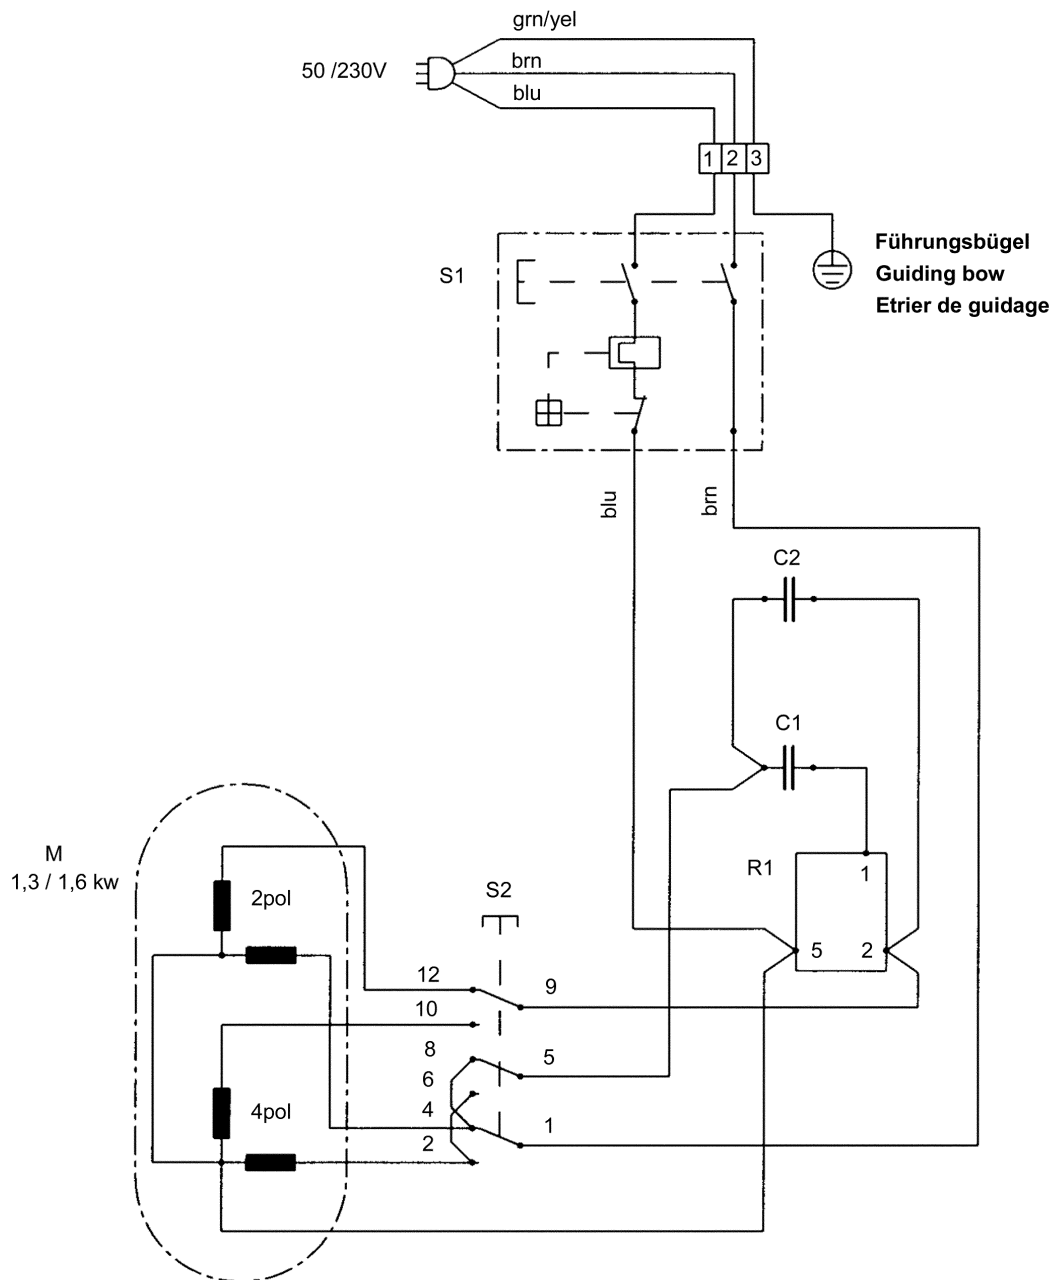 grn/yel
50 /230V
brn
blu
1 2 3
Führungsbügel
S1
Guiding bow
Etrier de guidage
blu
brn
C2
C1
M
1,3 / 1,6 kw
R1
1
5 2
2pol
S2
12
9
10
8
5
6
4pol
4
1
2